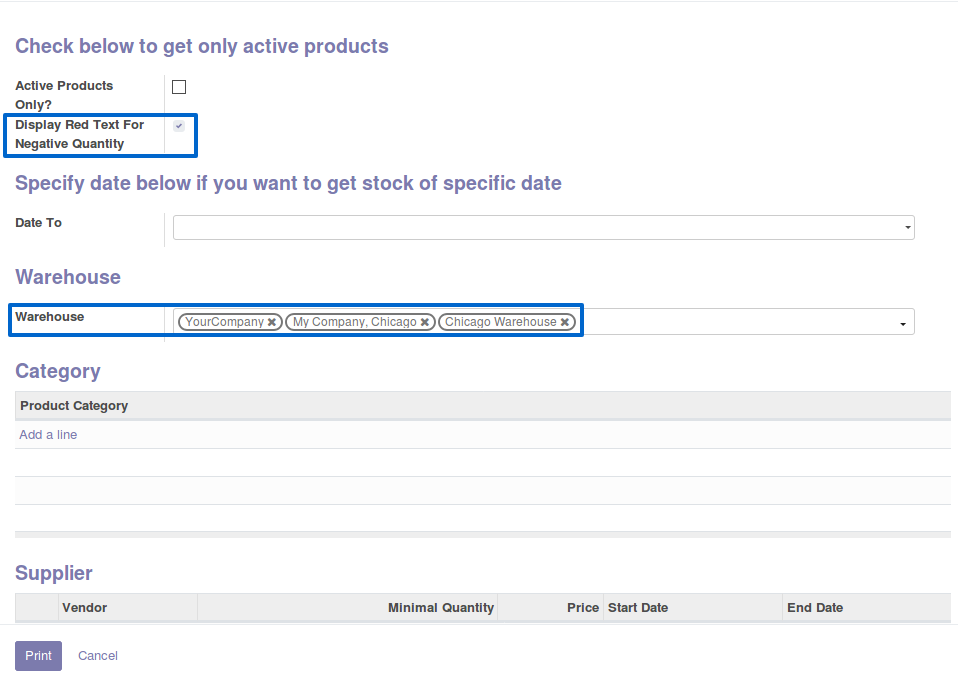 Check below to get only active products
Active Products
Only?
Display Red Text For
Negative Quantity
Specify date below if you want to get stock of specific date
Date To
Warehouse
Warehouse YourCompany ✖ My Company, Chicago ✖ Chicago Warehouse ✖
Category
Product Category
Add a line
Supplier
Vendor Minimal Quantity Price Start Date End Date
Print Cancel